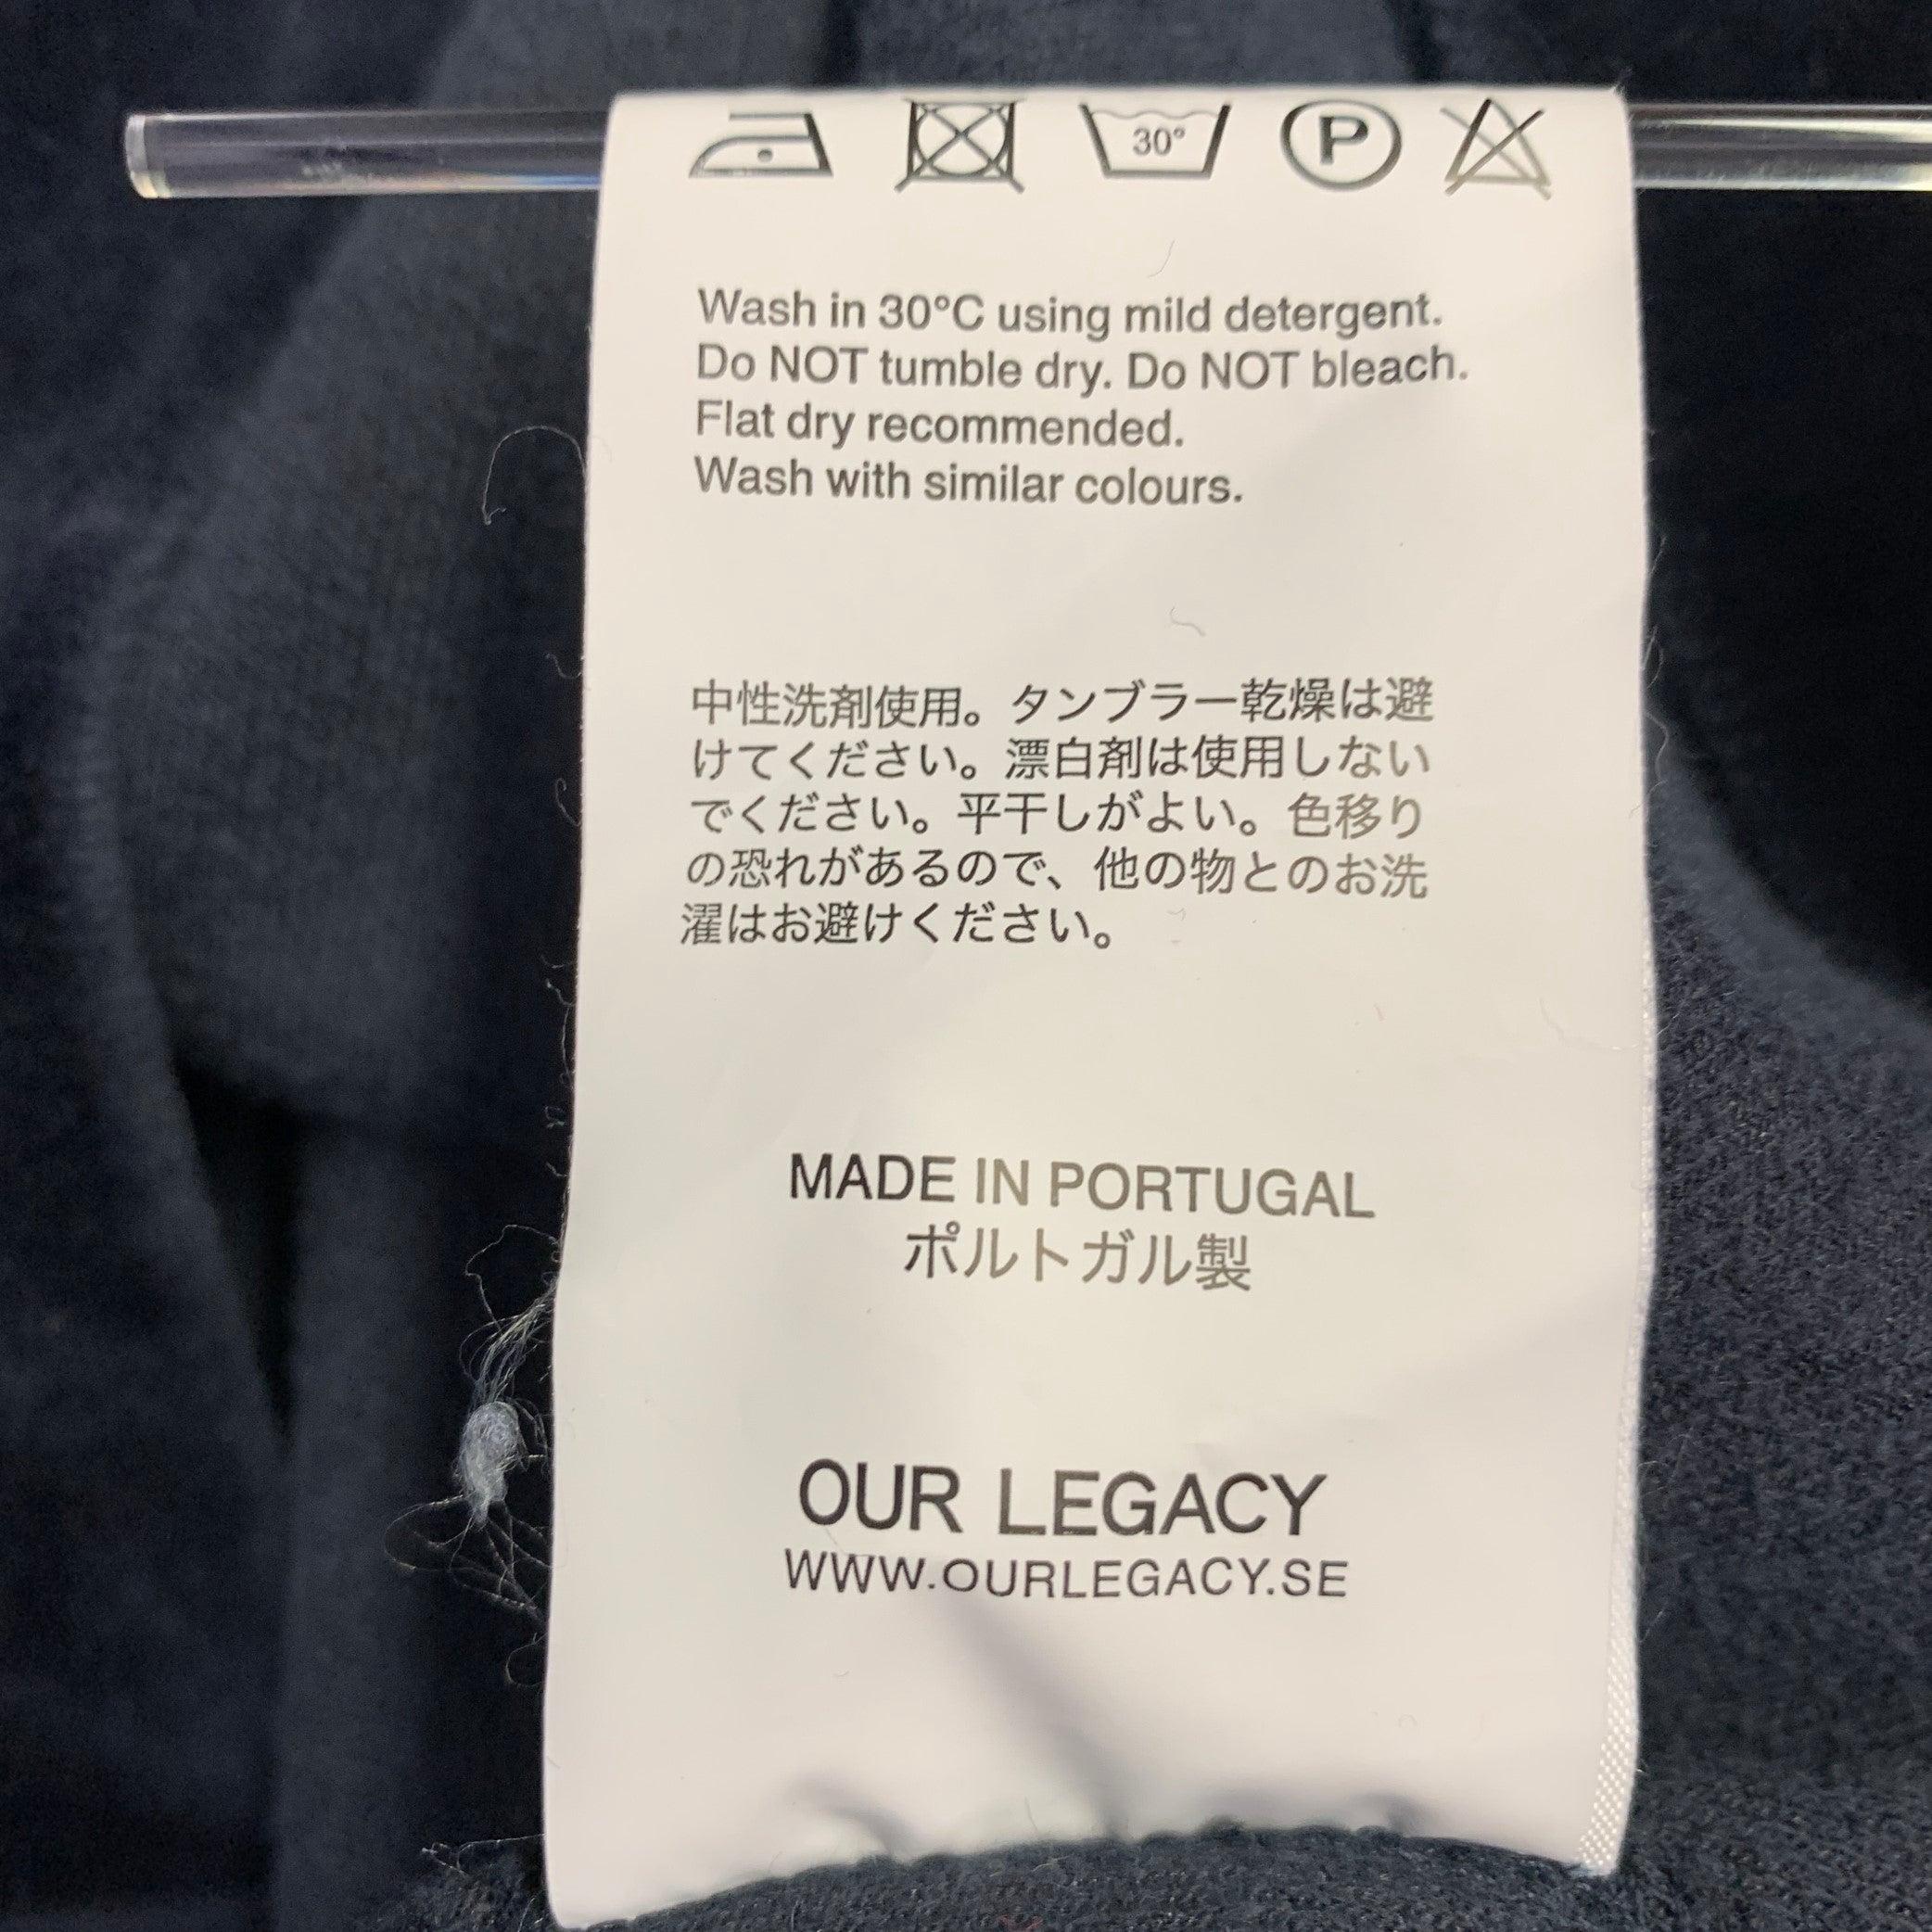 30°
P
Wash in 30°C using mild detergent.
Do NOT tumble dry. Do NOT bleach.
Flat dry recommended.
Wash with similar colours.
中性洗剤使用。タンブラー乾燥は避
けてください。漂白剤は使用しない
でください。平干しがよい。色移り
の恐れがあるので、他の物とのお洗
濯はお避けください。
MADE IN PORTUGAL
ポルトガル製
OUR LEGACY
WWW.OURLEGACY.SE